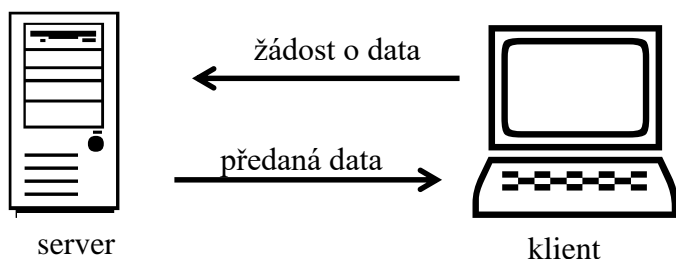 žádost o data
předaná data
server
klient